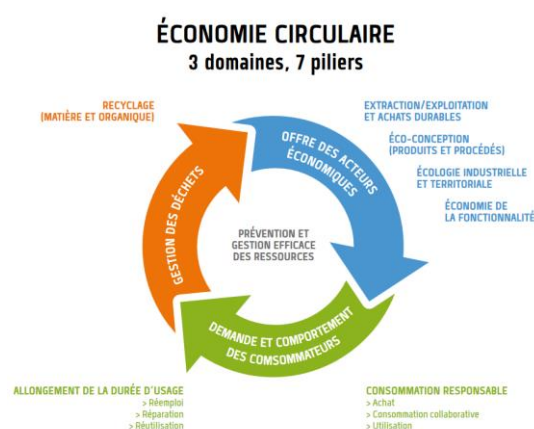 ÉCONOMIE CIRCULAIRE
3 domaines, 7 piliers
RECYCLAGE
(MATIÈRE ET ORGANIQUE)
EXTRACTION/EXPLOITATION
ET ACHATS DURABLES
ÉCO-CONCEPTION
(PRODUITS ET PROCÉDÉS)
ÉCOLOGIE INDUSTRIELLE
ET TERRITORIALE
ÉCONOMIE DE
LA FONCTIONNALITÉ
OFFRE DES ACTEURS
ÉCONOMIQUES
GESTION DES DÉCHETS
PRÉVENTION ET
GESTION EFFICACE
DES RESSOURCES
DEMANDE ET COMPORTEMENT
DES COMSOMMATEURS
ALLONGEMENT DE LA DURÉE D'USAGE
> Réemploi
> Réparation
> Réutilisation
CONSOMMATION RESPONSABLE
> Achat
> Consommation collaborative
> Utilisation